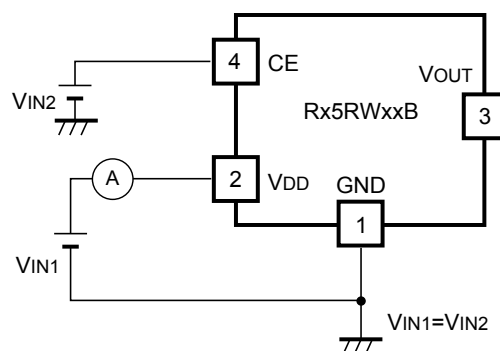 4
CE
VOUT
VIN2
Rx5RWxxB
3
A
2
VDD
GND
1
VIN1
VIN1=VIN2